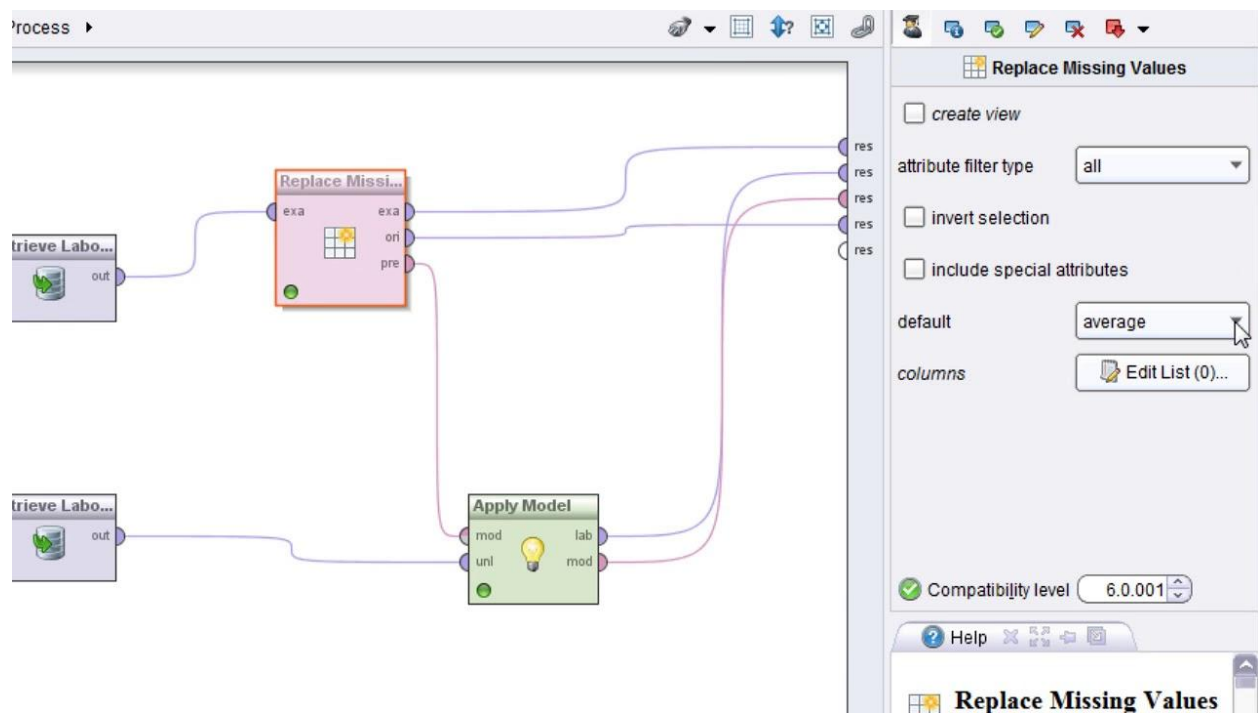 Process
Replace Missing Values
create view
attribute filter type all
invert selection
include special attributes
default average
columns Edit List (0)...
Compatibility level 6.0.001
Help
Replace Missing Values
res
res
res
res
res
Replace Missi...
exa exa
ori
pre
trieve Labo...
out
trieve Labo...
out
Apply Model
mod lab
unl mod